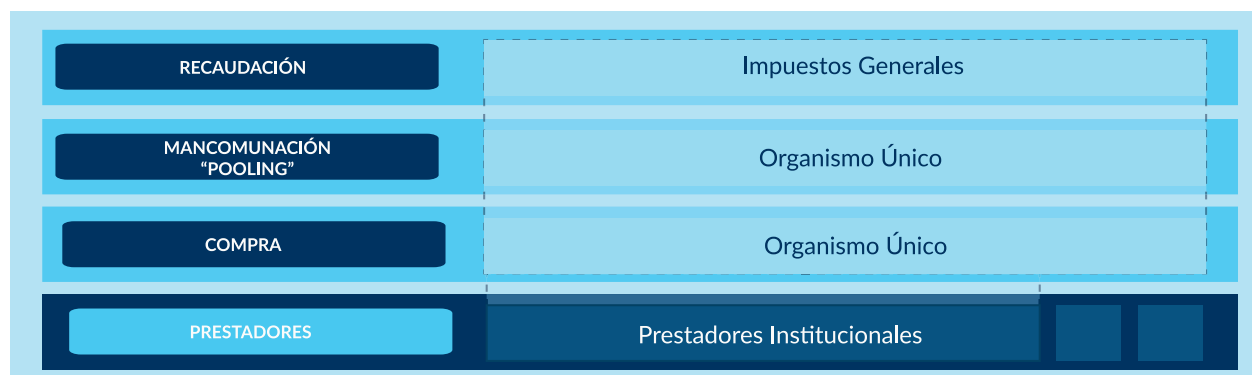 RECAUDACIÓN
Impuestos Generales
MANCOMUNACIÓN
“POOLING”
Organismo Único
COMPRA
Organismo Único
PRESTADORES
Prestadores Institucionales